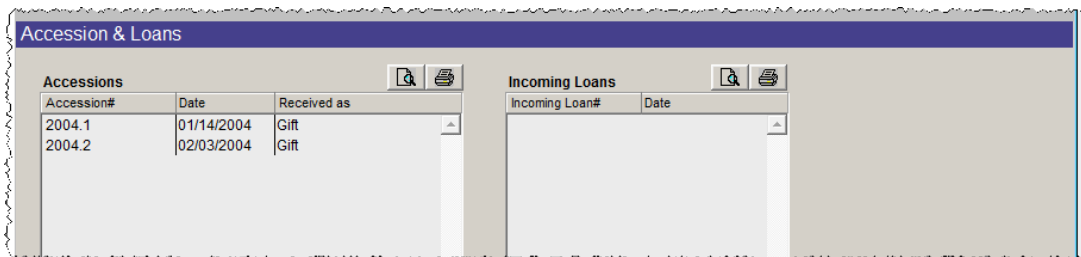 Accession & Loans
Accessions
Accession# Date Received as
2004.1 01/14/2004 Gift
2004.2 02/03/2004 Gift
Incoming Loans
Incoming Loan# Date